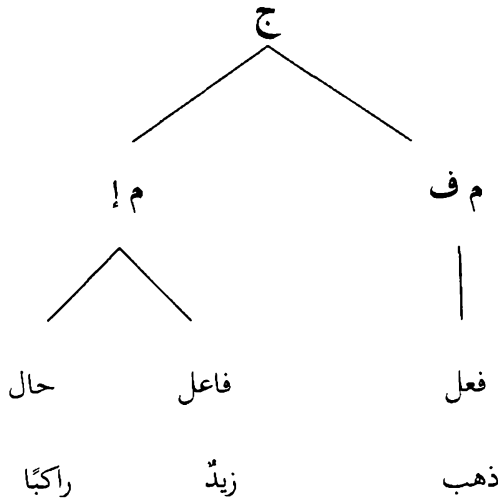 ج
م ف م إ
فعل فاعل حال
ذهب زيدٌ راكبًا